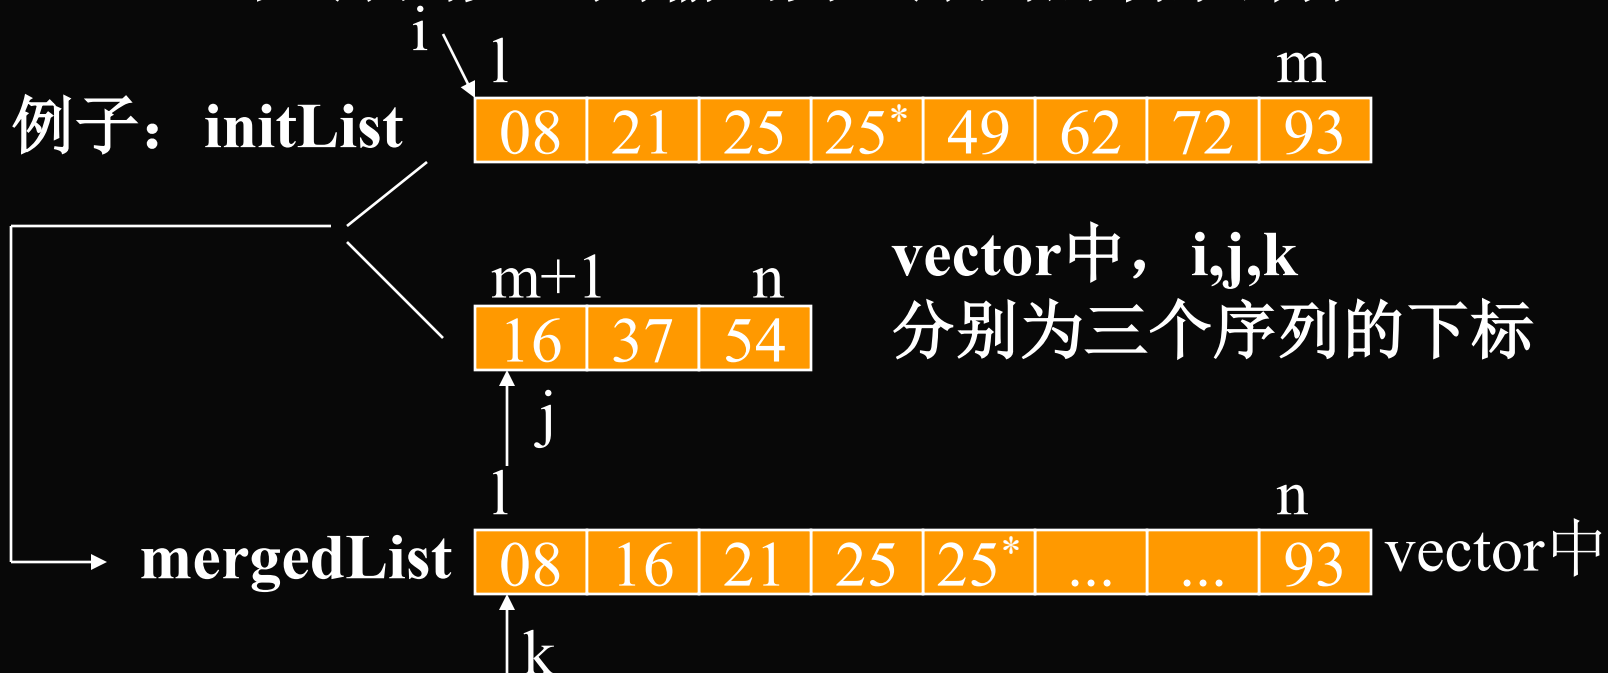 i
l m
例子：initList 08 21 25 25* 49 62 72 93
m+1 n
vector中，i,j,k
分别为三个序列的下标
16 37 54
j
l n
mergedList 08 16 21 25 25* ... ... 93 vector中
k